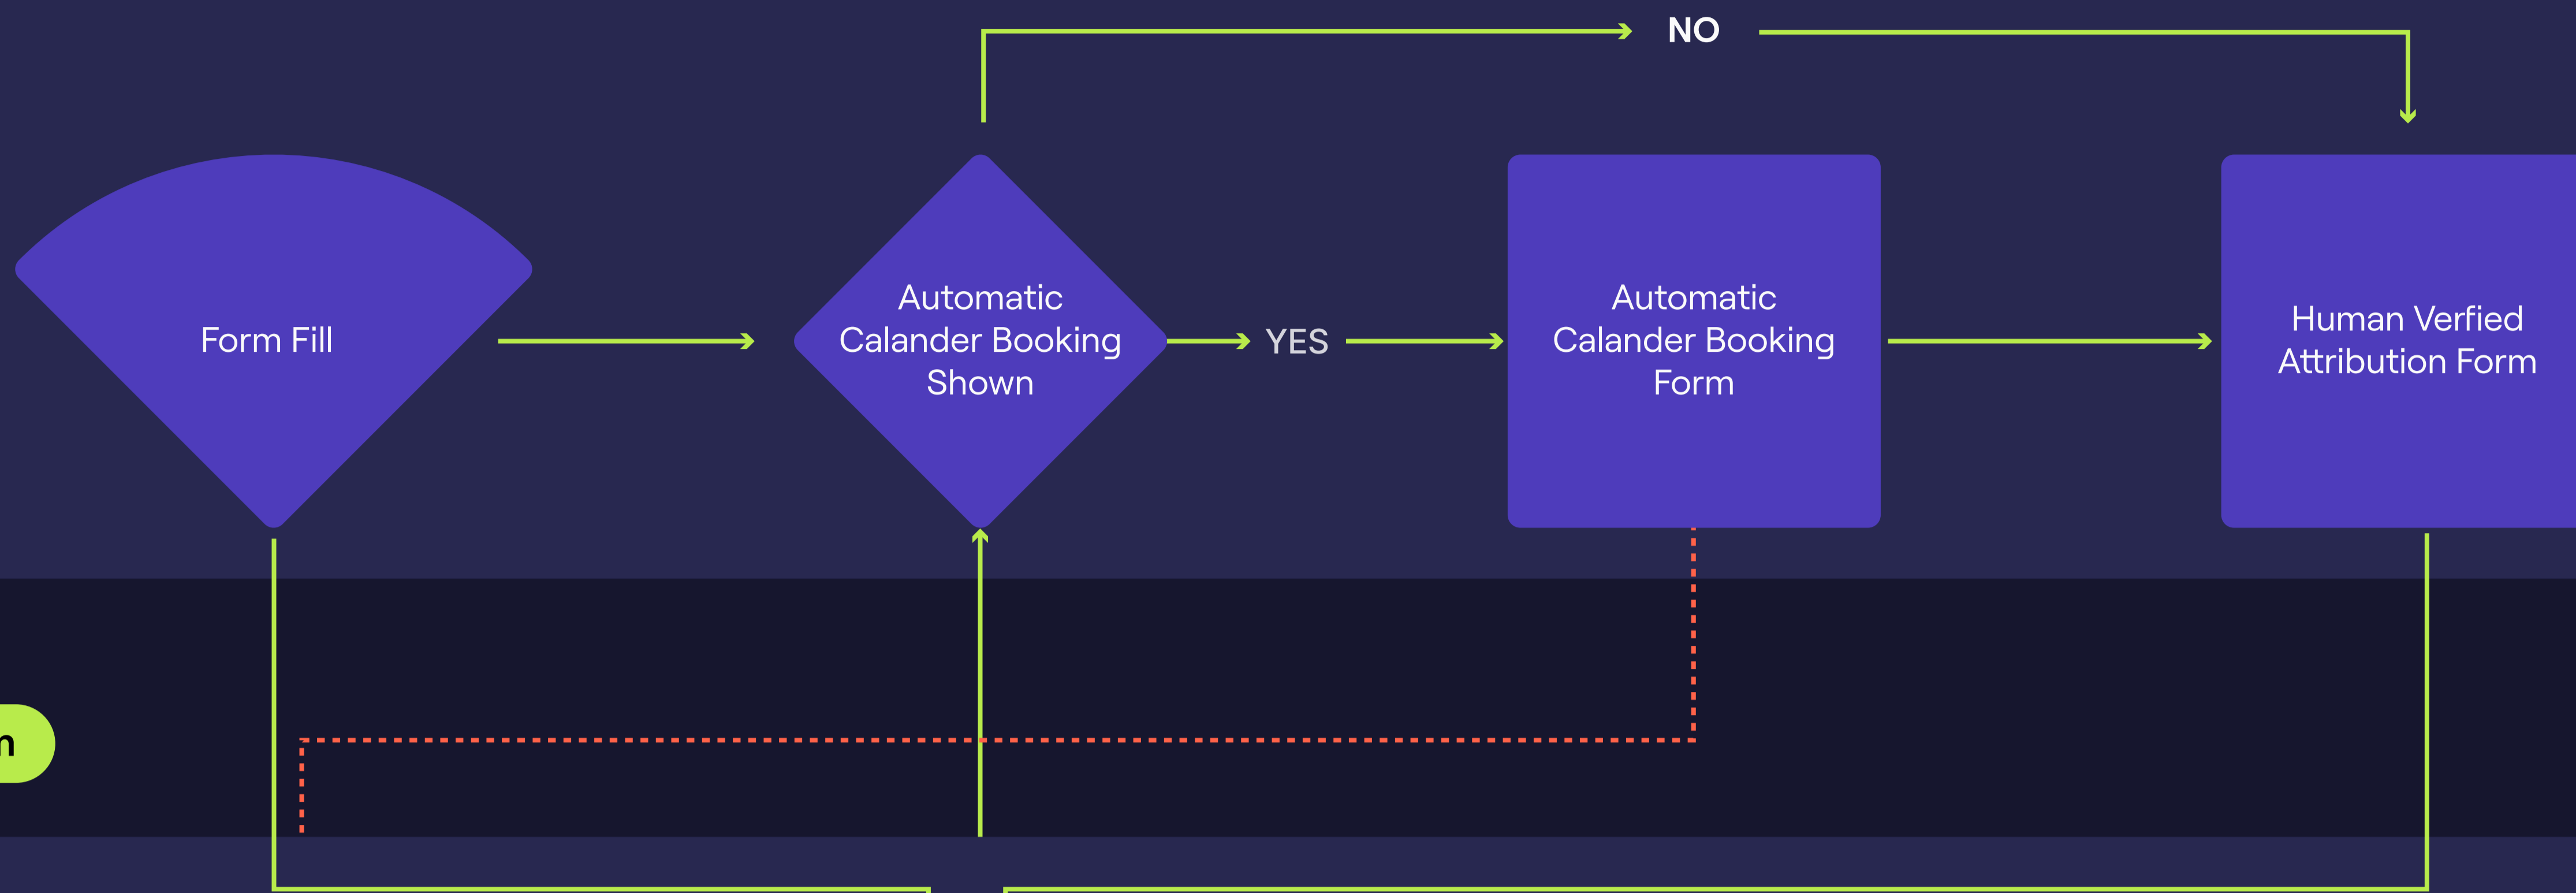 NO
Form Fill
Automatic
Calander Booking
Shown
YES
Automatic
Calander Booking
Form
Human Verfied
Attribution Form
n